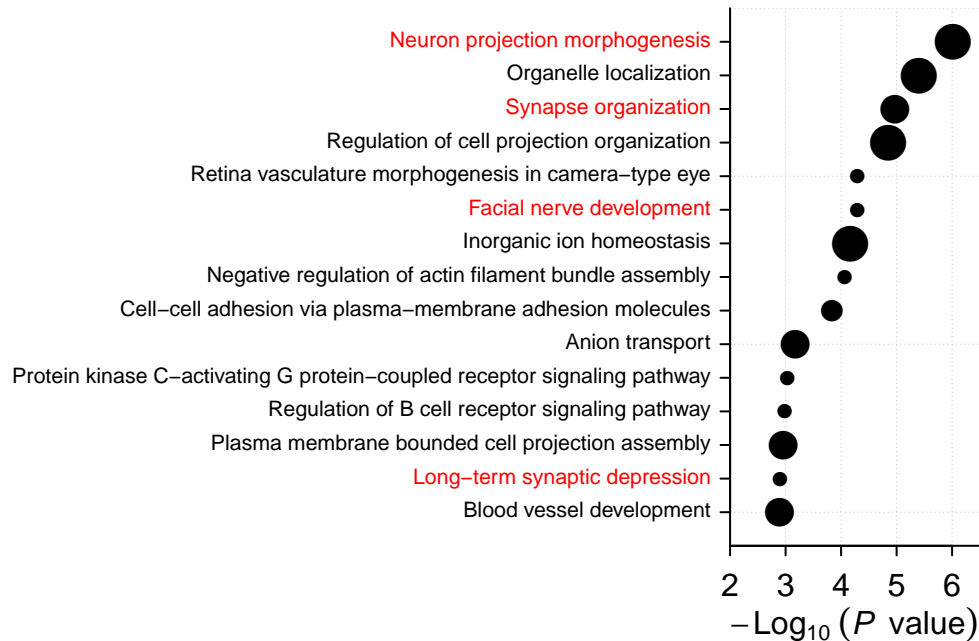 Neuron projection morphogenesis
Organelle localization
Synapse organization
Regulation of cell projection organization
Retina vasculature morphogenesis in camera−type eye
Facial nerve development
Inorganic ion homeostasis
Negative regulation of actin filament bundle assembly
Cell−cell adhesion via plasma−membrane adhesion molecules
Anion transport
Protein kinase C−activating G protein−coupled receptor signaling pathway
Regulation of B cell receptor signaling pathway
Plasma membrane bounded cell projection assembly
Long−term synaptic depression
Blood vessel development
2 3 4 5 6
−Log₁₀ (P value)